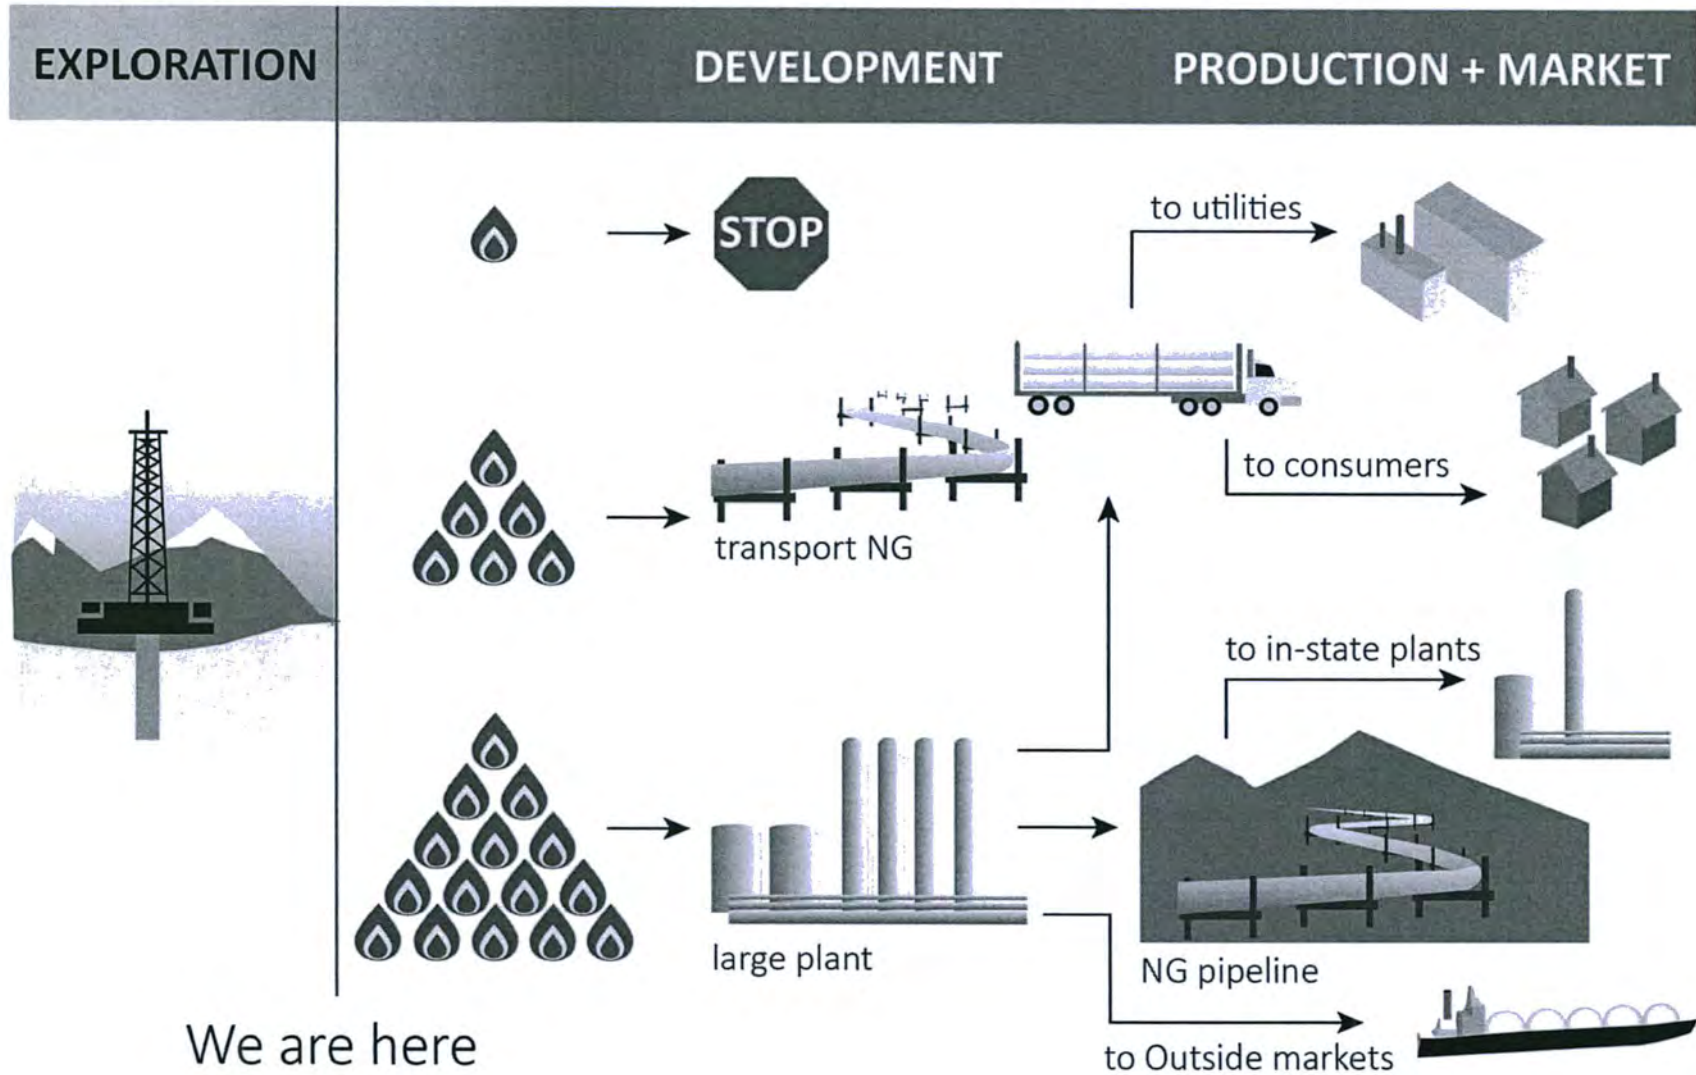 EXPLORATION
DEVELOPMENT
PRODUCTION + MARKET
STOP
to utilities
to consumers
transport NG
to in-state plants
large plant
NG pipeline
to Outside markets
We are here